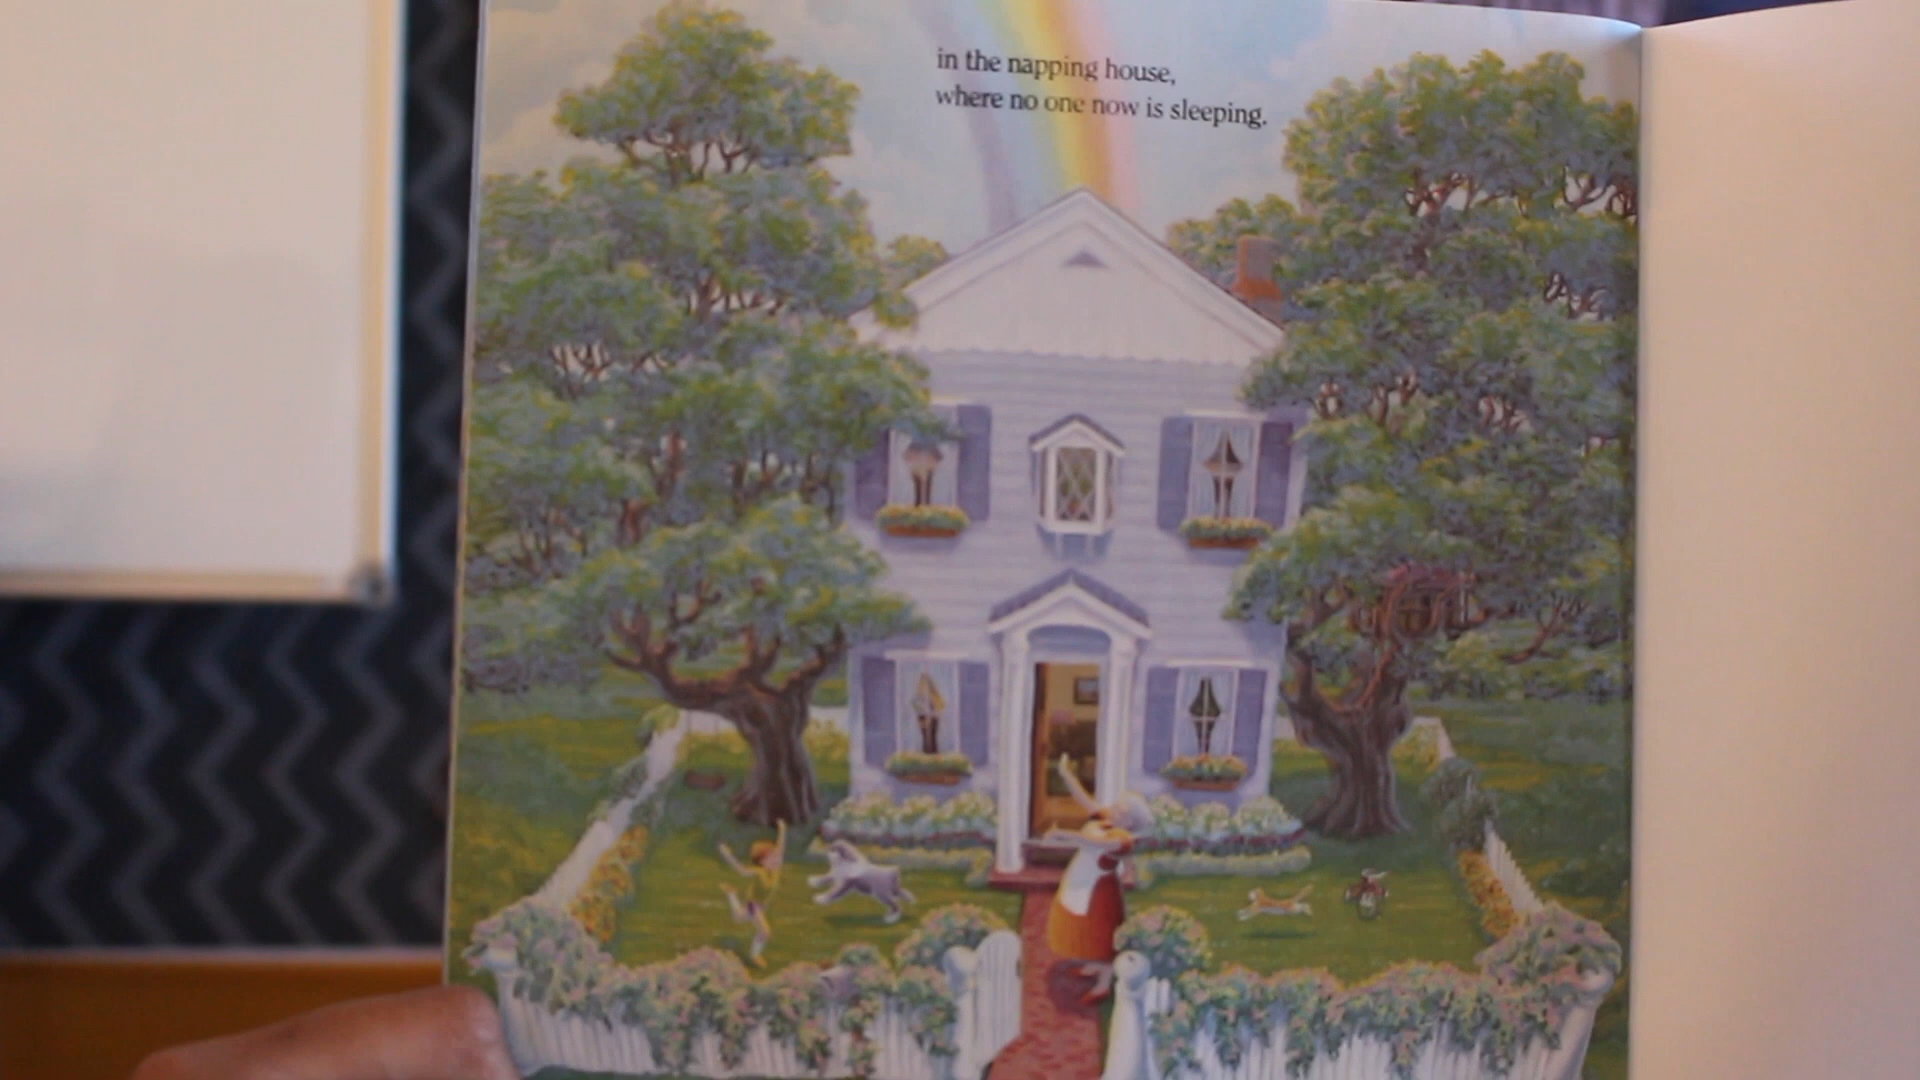 in the napping house,
where no one now is sleeping.